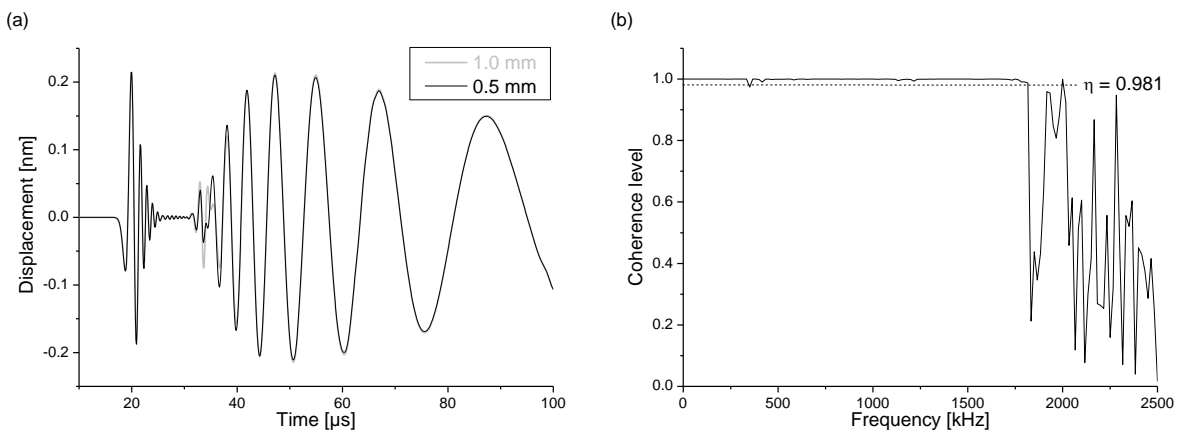 (a)
1.0 mm
0.5 mm
0.2
0.1
0.0
-0.1
-0.2
Displacement [nm]
20
40
60
80
100
Time [µs]
(b)
1.0
0.8
0.6
0.4
0.2
0.0
Coherence level
η = 0.981
0
500
1000
1500
2000
2500
Frequency [kHz]